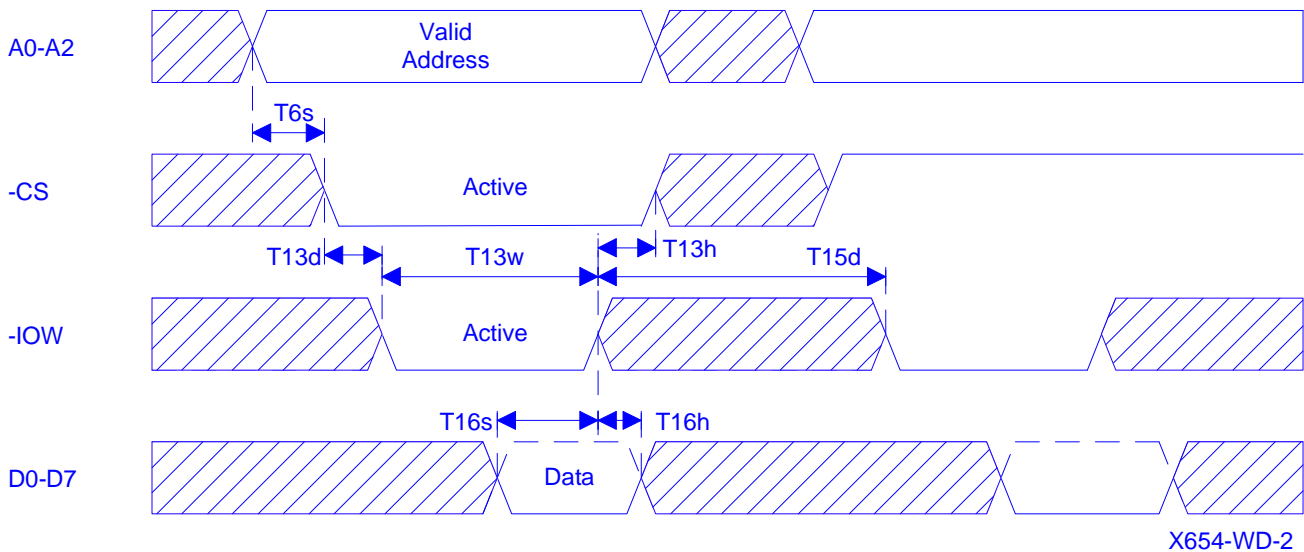 A0-A2
Valid
Address
T6s
-CS
Active
T13d
T13w
T13h
T15d
-IOW
Active
T16s
T16h
D0-D7
Data
X654-WD-2